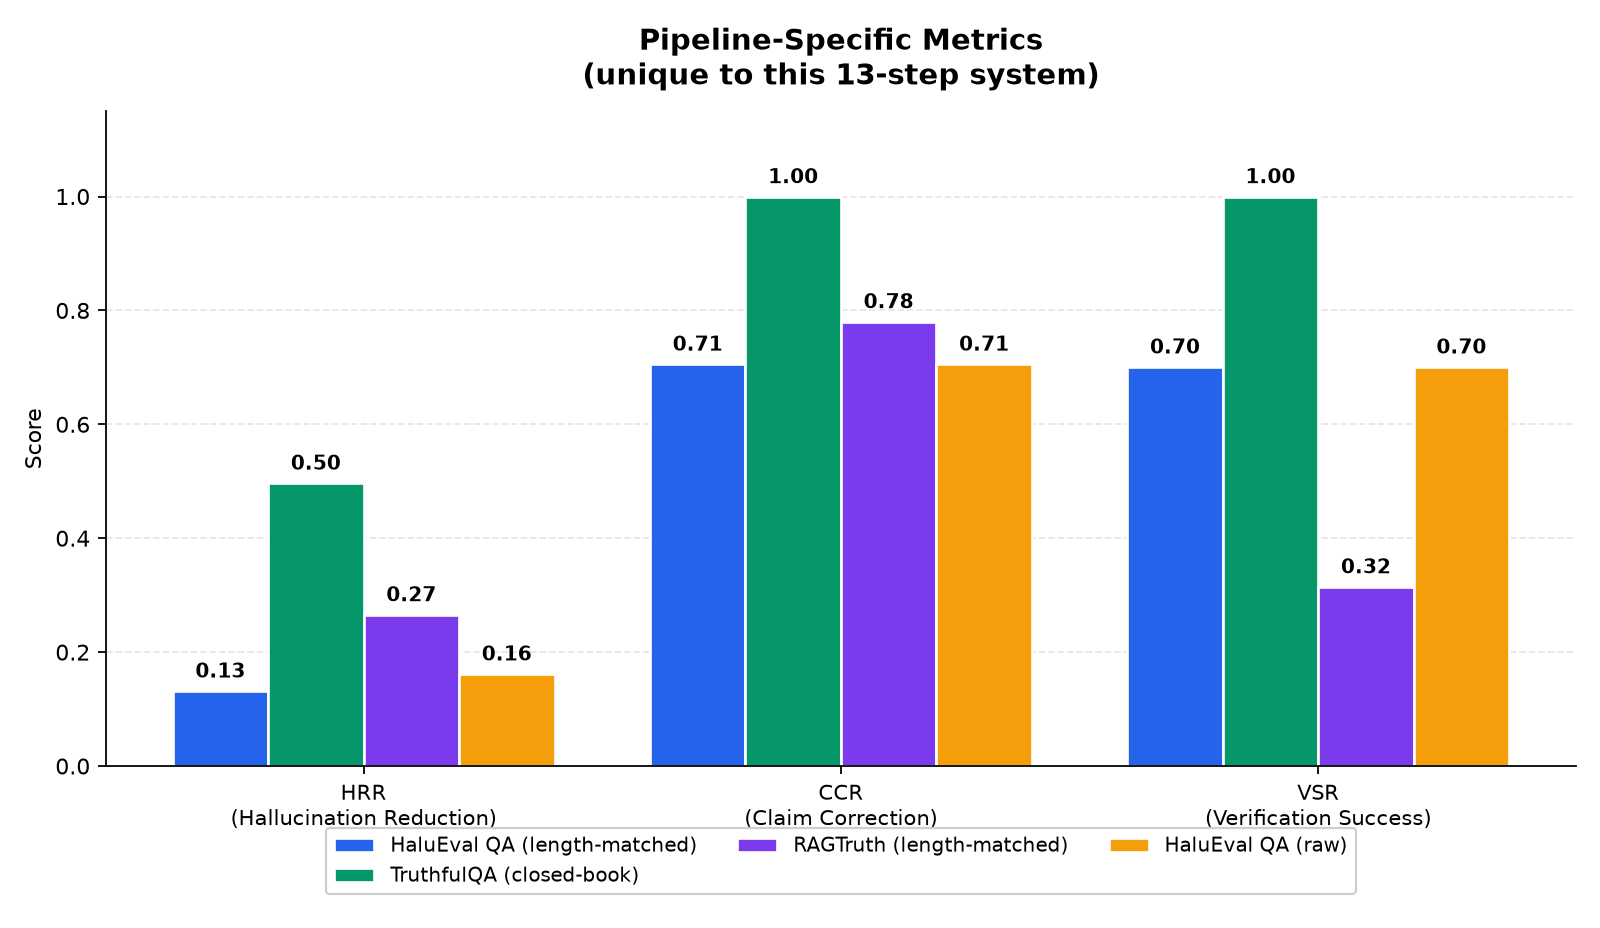 Pipeline-Specific Metrics
(unique to this 13-step system)
Score
1.0
0.8
0.6
0.4
0.2
0.0
0.13
0.50
0.27
0.16
0.71
1.00
0.78
0.71
0.70
1.00
0.32
0.70
HRR
(Hallucination Reduction)
CCR
(Claim Correction)
VSR
(Verification Success)
HaluEval QA (length-matched)
TruthfulQA (closed-book)
RAGTruth (length-matched)
HaluEval QA (raw)